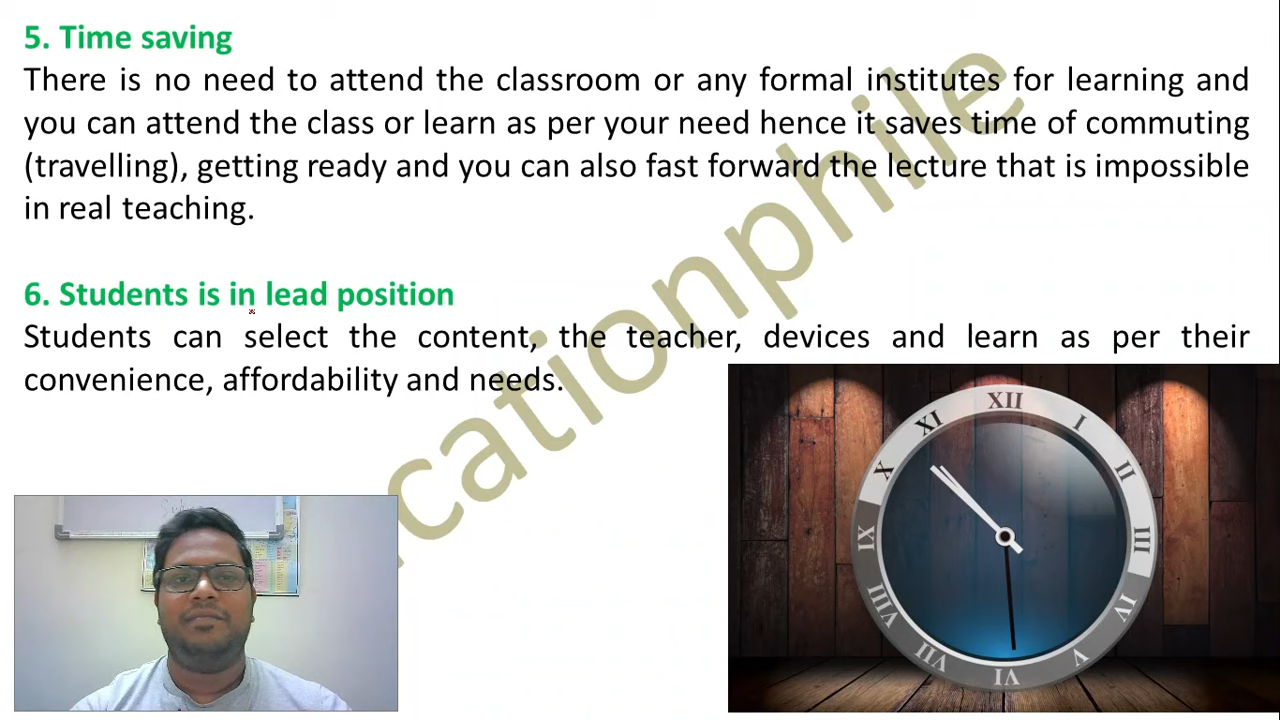 5. Time saving
There is no need to attend the classroom or any formal institutes for learning and
you can attend the class or learn as per your need hence it saves time of commuting
(travelling), getting ready and you can also fast forward the lecture that is impossible
in real teaching.
6. Students is in lead position
Students can select the content, the teacher, devices and learn as per their
convenience, affordability and needs.
cationphile
XII
I
II
III
IV
V
VI
VII
VIII
IX
X
XI